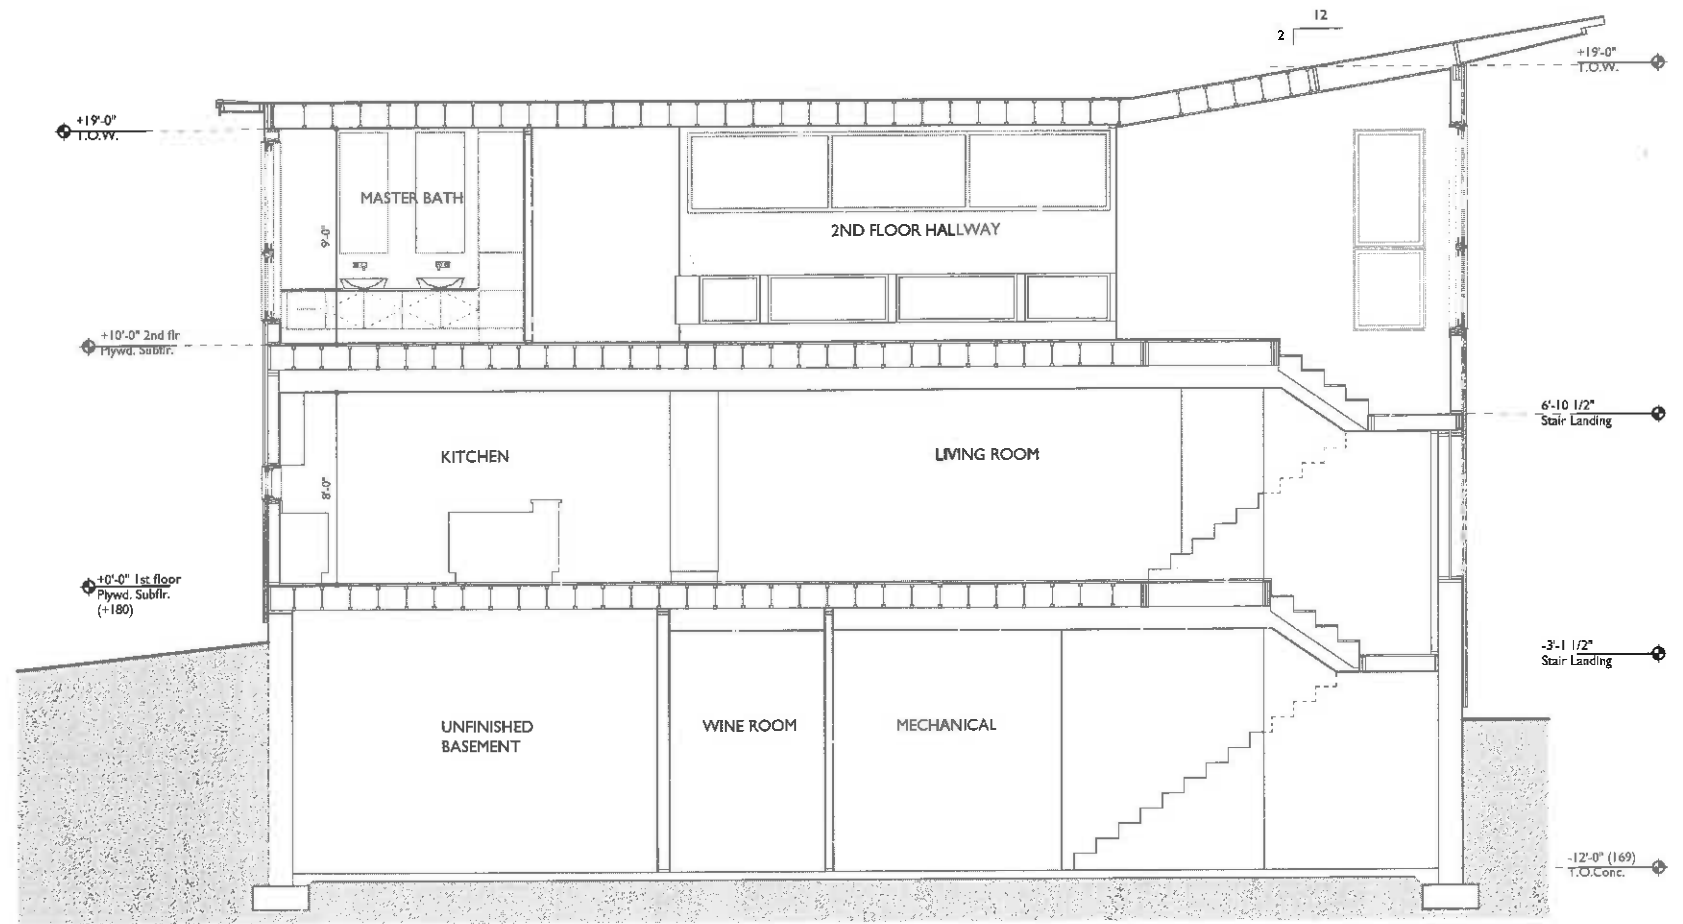 12
2
+19'-0"
T.O.W.
+19'-0"
T.O.W.
MASTER BATH
9'-0"
2ND FLOOR HALLWAY
+10'-0" 2nd flr
Plywd. Subflr.
6'-10 1/2"
Stair Landing
KITCHEN
LIVING ROOM
8'-0"
+0'-0" 1st floor
Plywd. Subflr.
(+180)
-3'-1 1/2"
Stair Landing
UNFINISHED
BASEMENT
WINE ROOM
MECHANICAL
-12'-0" (169)
T.O.Conc.